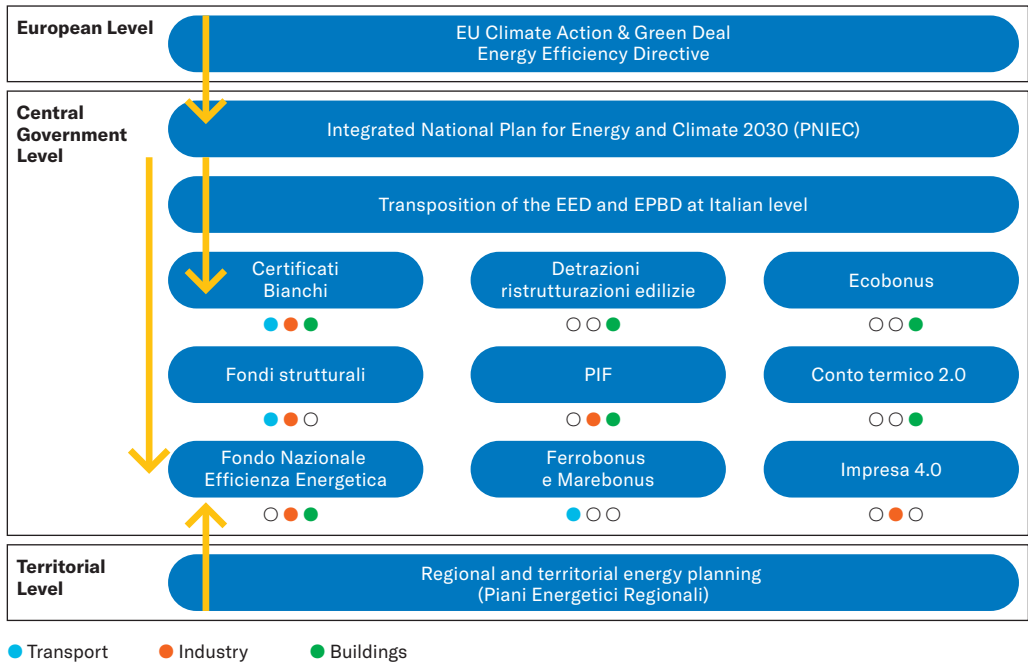 European Level
EU Climate Action & Green Deal
Energy Efficiency Directive
Central
Government
Level
Integrated National Plan for Energy and Climate 2030 (PNIEC)
Transposition of the EED and EPBD at Italian level
Certificati
Bianchi
Detrazioni
ristrutturazioni edilizie
Ecobonus
Fondi strutturali
PIF
Conto termico 2.0
Fondo Nazionale
Efficienza Energetica
Ferrobonus
e Marebonus
Impresa 4.0
Territorial
Level
Regional and territorial energy planning
(Piani Energetici Regionali)
Transport
Industry
Buildings